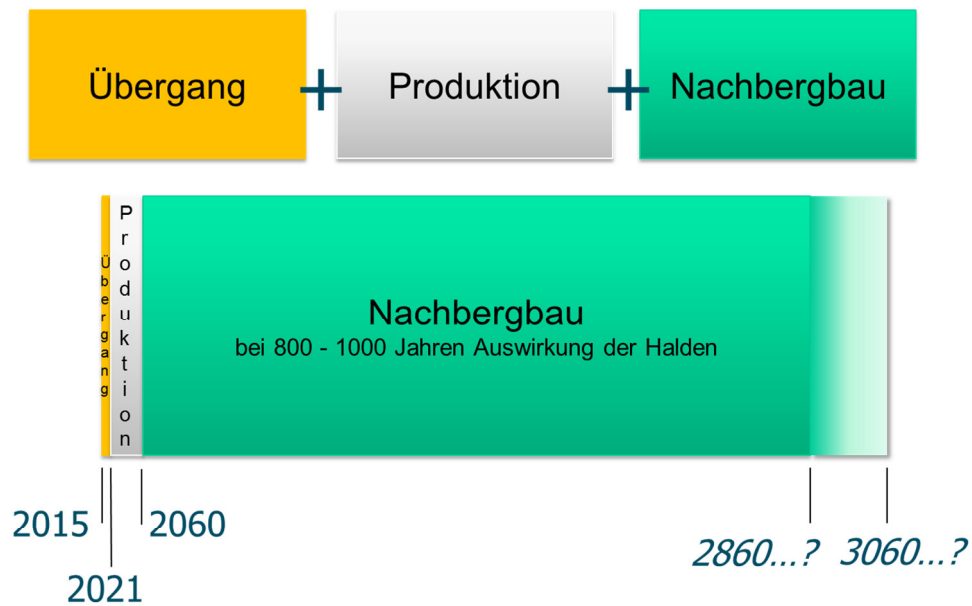 Übergang + Produktion + Nachbergbau
Übergang
Produktion
Nachbergbau
bei 800 - 1000 Jahren Auswirkung der Halden
2015
2021
2060
2860...?
3060...?